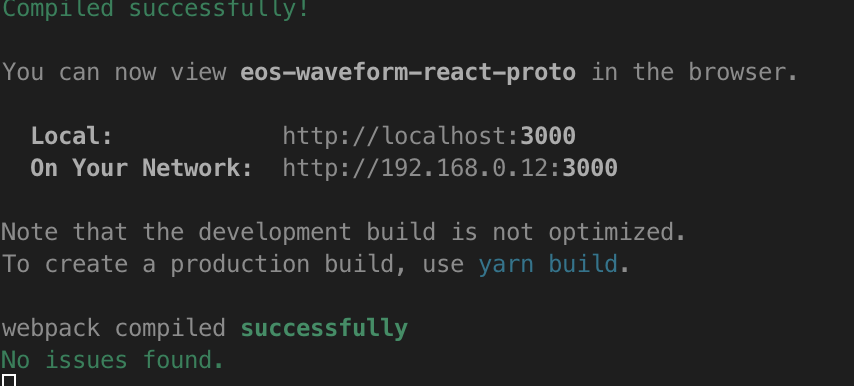 Compiled successfully!
You can now view eos-waveform-react-proto in the browser.
Local: http://localhost:3000
On Your Network: http://192.168.0.12:3000
Note that the development build is not optimized.
To create a production build, use yarn build.
webpack compiled successfully
No issues found.